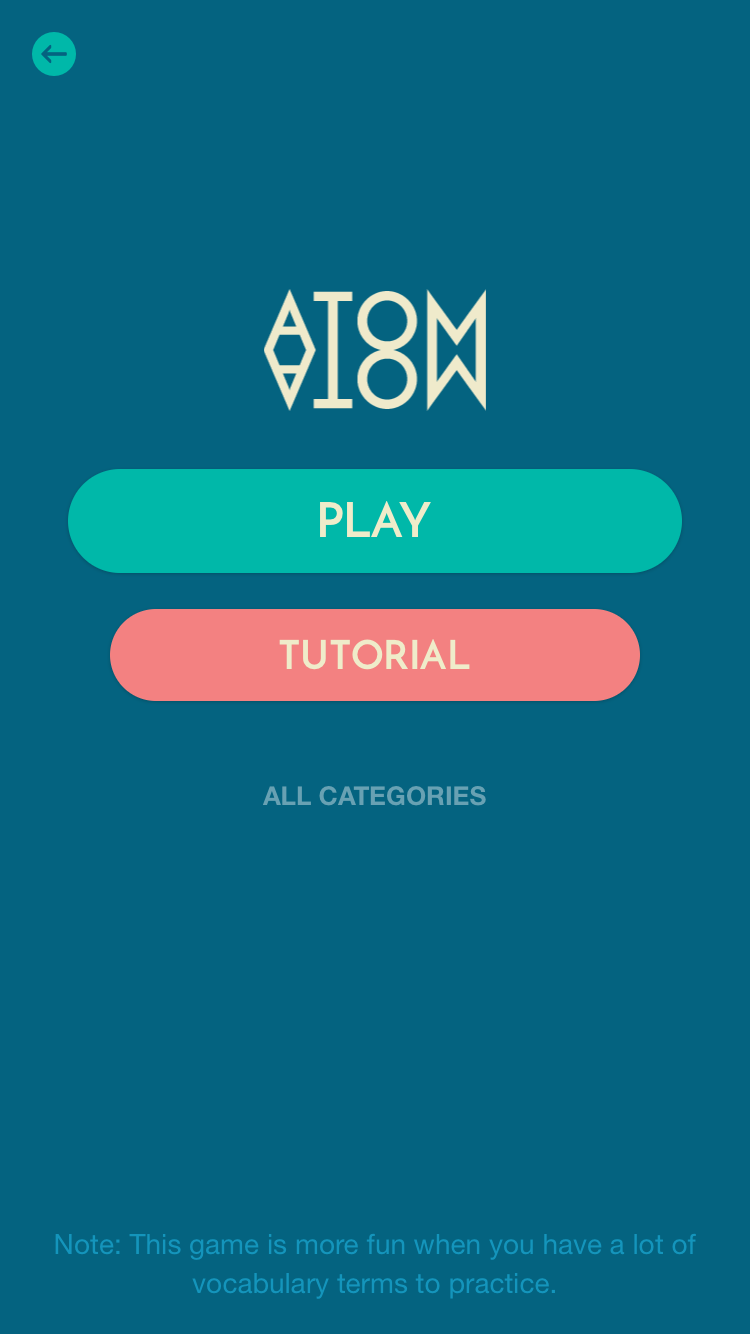 ATOM
PLAY
TUTORIAL
ALL CATEGORIES
Note: This game is more fun when you have a lot of
vocabulary terms to practice.